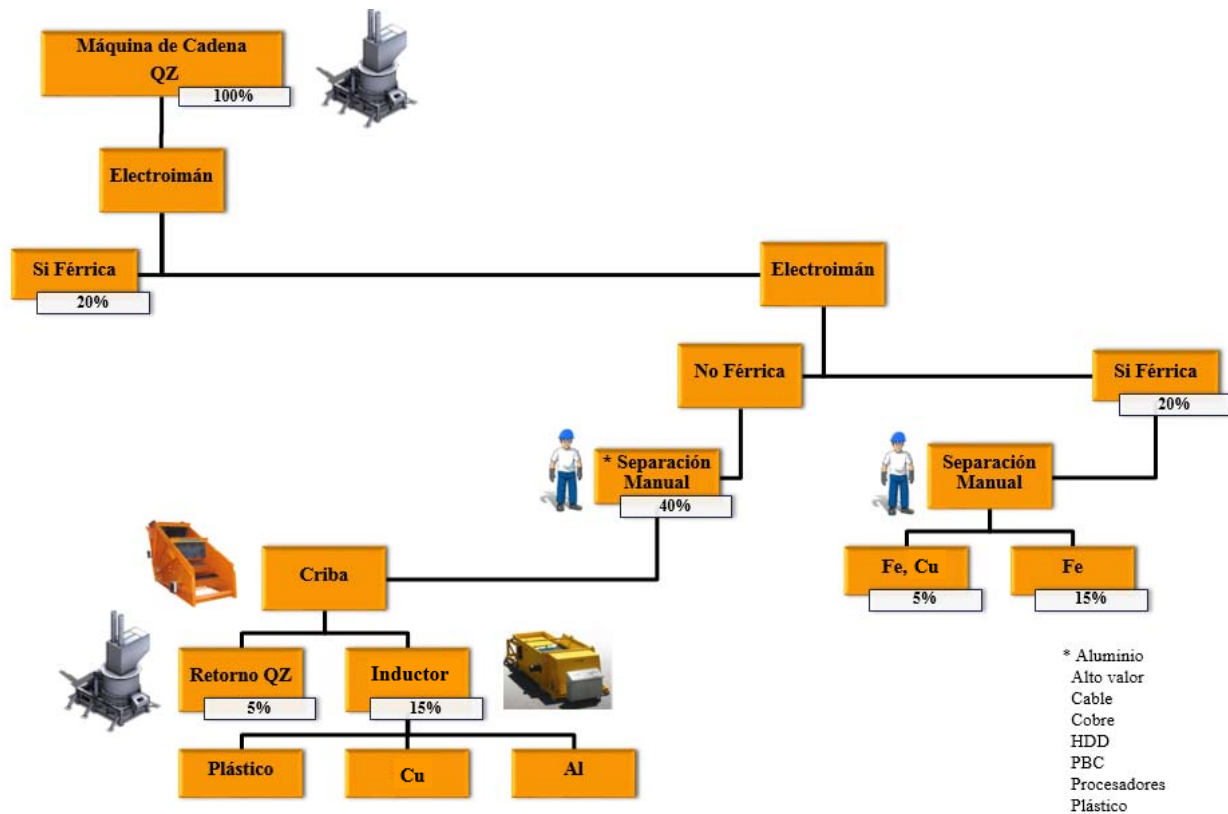 Máquina de Cadena
QZ
100%
Electroimán
Si Férrica
20%
Electroimán
No Férrica
Si Férrica
20%
* Separación
Manual
40%
Separación
Manual
Criba
Fe, Cu
5%
Fe
15%
Retorno QZ
5%
Inductor
15%
Plástico
Cu
Al
* Aluminio
Alto valor
Cable
Cobre
HDD
PBC
Procesadores
Plástico